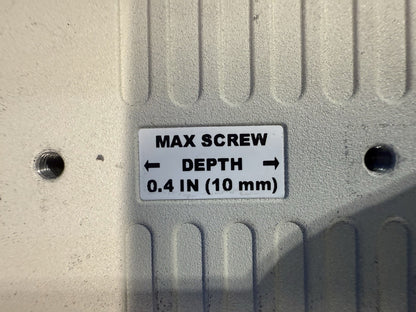 MAX SCREW
← DEPTH →
0.4 IN (10 mm)